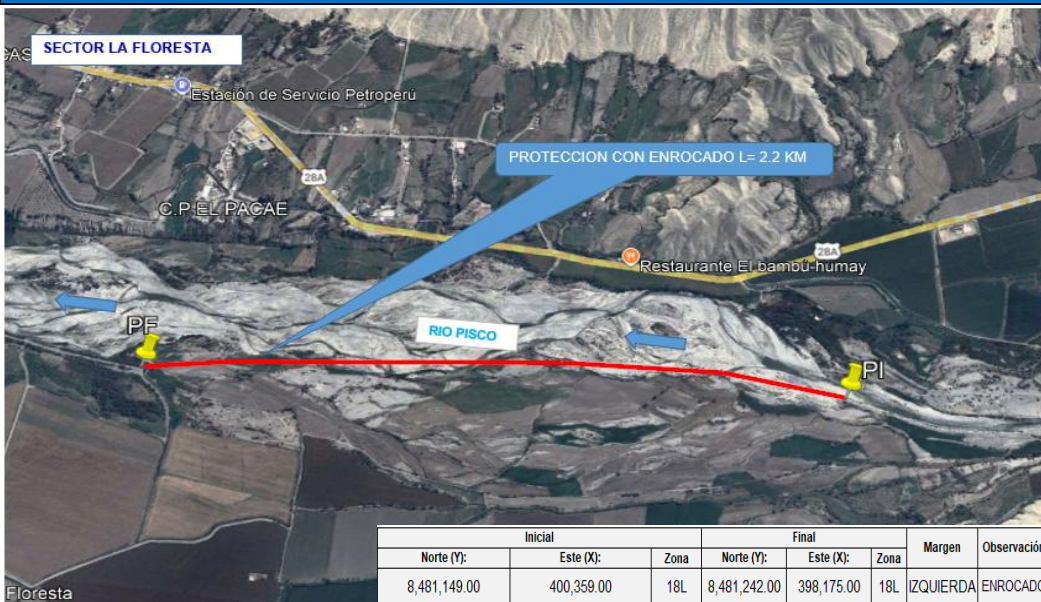 SECTOR LA FLORESTA
Estación de Servicio Petroperú
PROTECCION CON ENROCADO L= 2.2 KM
28A
C.P EL PACAE
28A
Restaurante El bambú-humay
PF
RIO PISCO
PI
Inicial Final Margen Observación
Norte (Y): Este (X): Zona Norte (Y): Este (X): Zona
8,481,149.00 400,359.00 18L 8,481,242.00 398,175.00 18L IZQUIERDA ENROCADO
Floresta